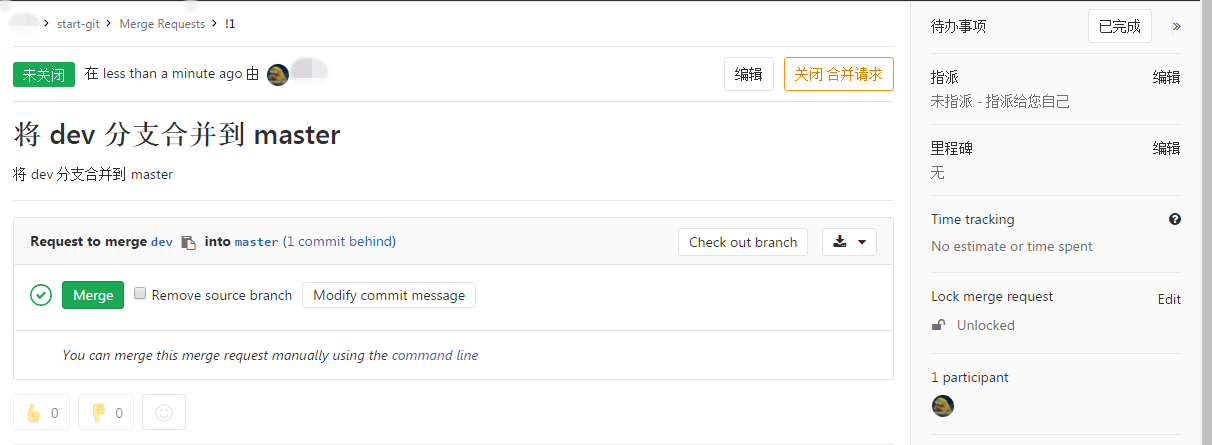 start-git > Merge Requests > !1
未关闭 在 less than a minute ago 由
编辑 关闭 合并请求
将 dev 分支合并到 master
将 dev 分支合并到 master
Request to merge dev into master (1 commit behind)
Check out branch
Merge Remove source branch Modify commit message
You can merge this merge request manually using the command line
0 0
待办事项 已完成 »
指派 编辑
未指派 - 指派给您自己
里程碑 编辑
无
Time tracking
No estimate or time spent
Lock merge request Edit
Unlocked
1 participant